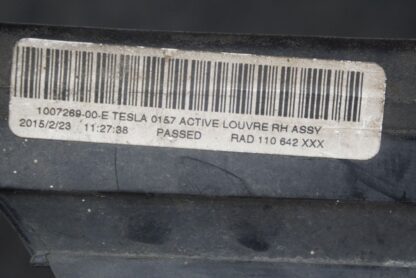 1007269-00-E TESLA 0157 ACTIVE LOUVRE RH ASSY
2015/2/23 11:27:38 PASSED RAD 110 642 XXX